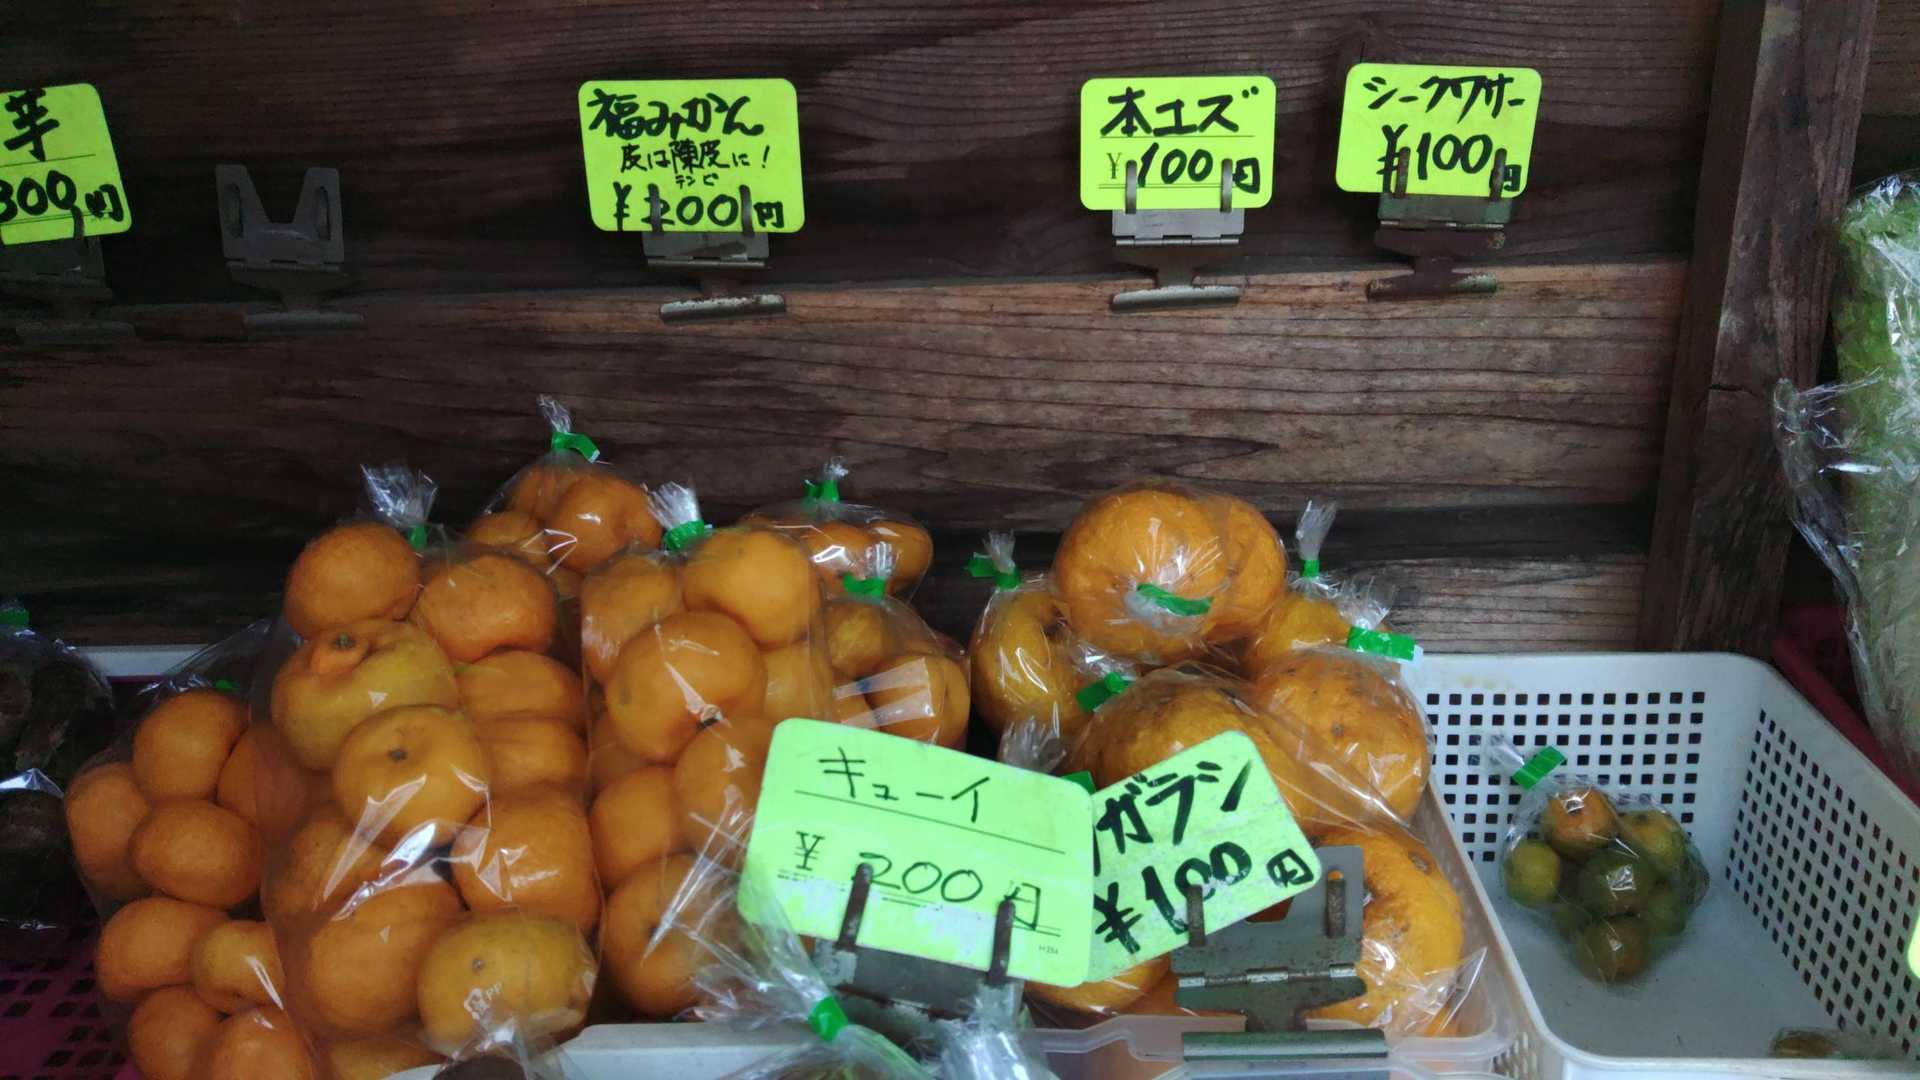 芋
300円
福みかん
皮は陳皮に!
チンピ
¥200円
本ユズ
¥100円
シークワサー
¥100円
キューイ
¥200円
ガラシ
¥100円
PP